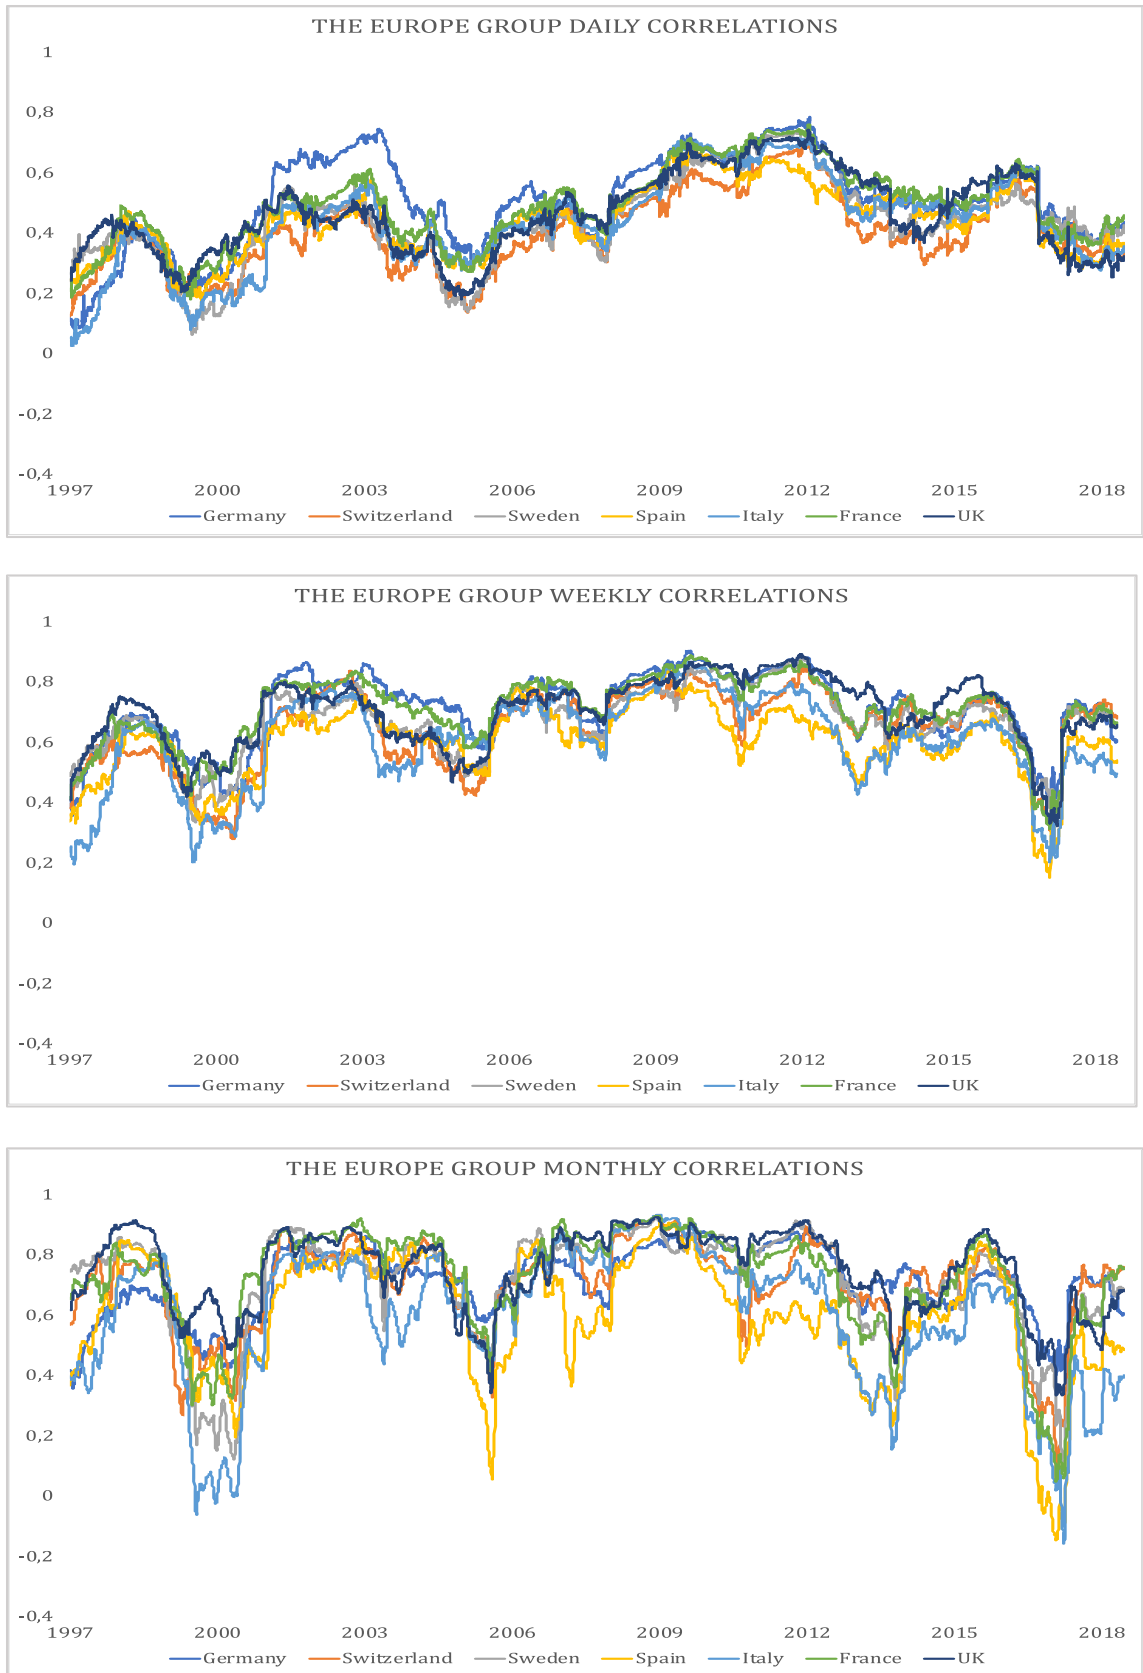 THE EUROPE GROUP DAILY CORRELATIONS
1
0,8
0,6
0,4
0,2
0
-0,2
-0,4
1997 2000 2003 2006 2009 2012 2015 2018
Germany Switzerland Sweden Spain Italy France UK
THE EUROPE GROUP WEEKLY CORRELATIONS
1
0,8
0,6
0,4
0,2
0
-0,2
-0,4
1997 2000 2003 2006 2009 2012 2015 2018
Germany Switzerland Sweden Spain Italy France UK
THE EUROPE GROUP MONTHLY CORRELATIONS
1
0,8
0,6
0,4
0,2
0
-0,2
-0,4
1997 2000 2003 2006 2009 2012 2015 2018
Germany Switzerland Sweden Spain Italy France UK